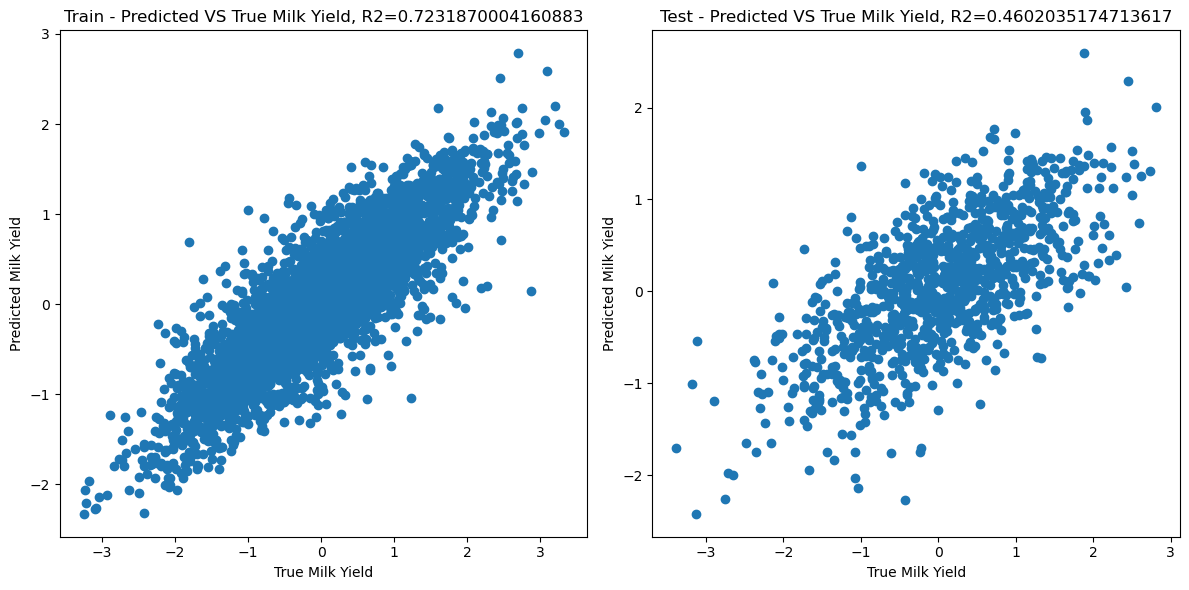 Train - Predicted VS True Milk Yield, R2=0.7231870004160883
3
2
1
0
−1
−2
Predicted Milk Yield
−3 −2 −1 0 1 2 3
True Milk Yield
Test - Predicted VS True Milk Yield, R2=0.4602035174713617
2
1
0
−1
−2
Predicted Milk Yield
−3 −2 −1 0 1 2 3
True Milk Yield